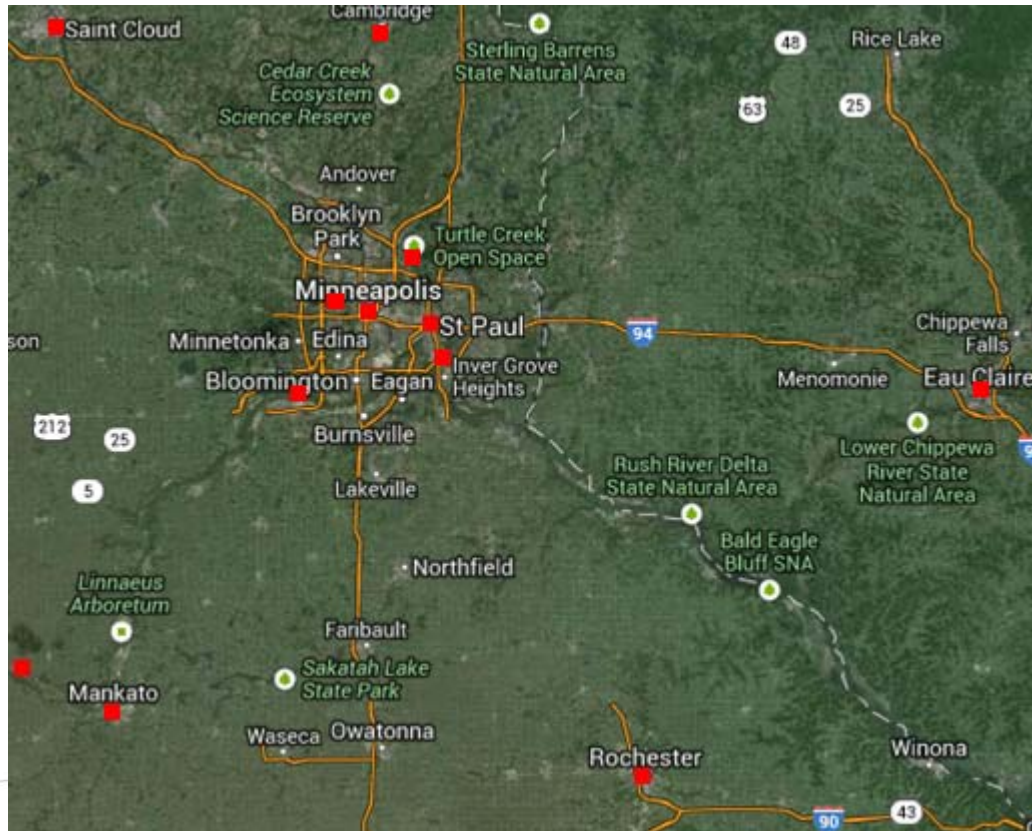 Cambridge
Saint Cloud
48
Rice Lake
Sterling Barrens
State Natural Area
Cedar Creek
Ecosystem
Science Reserve
63
25
Andover
Brooklyn
Park
Turtle Creek
Open Space
Minneapolis
St Paul
94
Chippewa
Falls
son
Minnetonka
Edina
Inver Grove
Heights
Menomonie
Eau Claire
Bloomington
Eagan
212
25
Burnsville
Lower Chippewa
River State
Natural Area
5
Lakeville
Rush River Delta
State Natural Area
Bald Eagle
Bluff SNA
Northfield
Linnaeus
Arboretum
Faribault
Sakatah Lake
State Park
Mankato
Waseca
Owatonna
Rochester
Winona
90
43